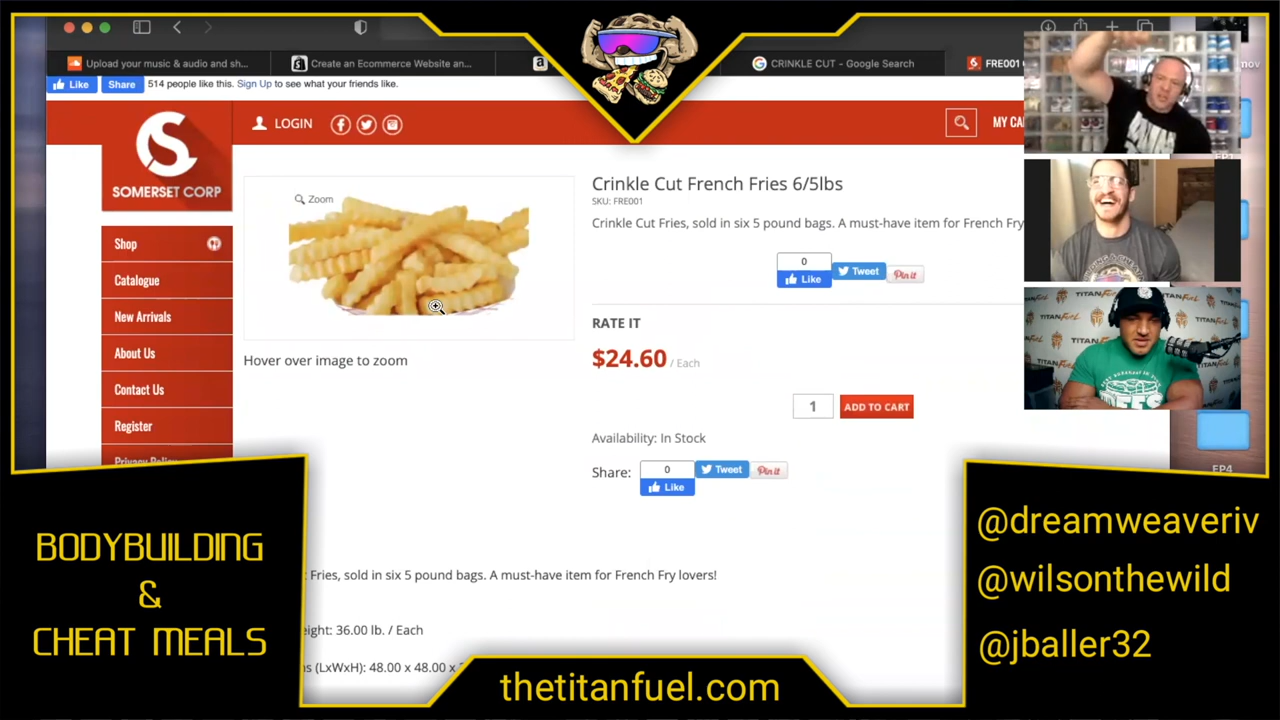 Upload your music & audio and sh...
Create an Ecommerce Website an...
CRINKLE CUT - Google Search
FRE001
Like
Share
514 people like this. Sign Up to see what your friends like.
SOMERSET CORP
LOGIN
MY CA
Shop
Catalogue
New Arrivals
About Us
Contact Us
Register
Privacy Policy
Zoom
Hover over image to zoom
Crinkle Cut French Fries 6/5lbs
SKU: FRE001
Crinkle Cut Fries, sold in six 5 pound bags. A must-have item for French Fry
0
Like
Tweet
Pin it
RATE IT
$24.60 / Each
1
ADD TO CART
Availability: In Stock
Share:
0
Like
Tweet
Pin it
Fries, sold in six 5 pound bags. A must-have item for French Fry lovers!
eight: 36.00 lb. / Each
ns (LxWxH): 48.00 x 48.00 x
TITANFUEL
EP4
BODYBUILDING
&
CHEAT MEALS
thetitanfuel.com
@dreamweaveriv
@wilsonthewild
@jballer32